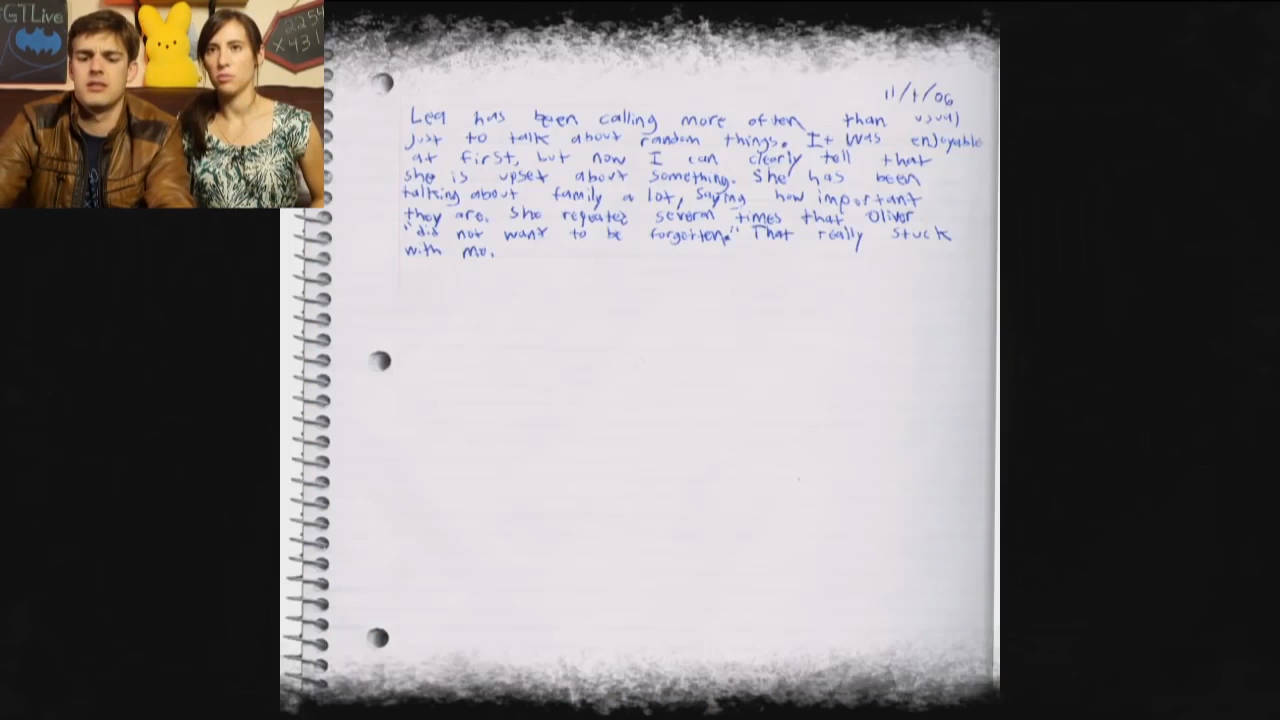 #GTLive
2254
x431
11/1/06
Lea has been calling more often than usual
just to talk about random things. It was enjoyable
at first, but now I can clearly tell that
she is upset about something. She has been
talking about family a lot, saying how important
they are. She repeated several times that Oliver
"did not want to be forgotten." That really stuck
with me.